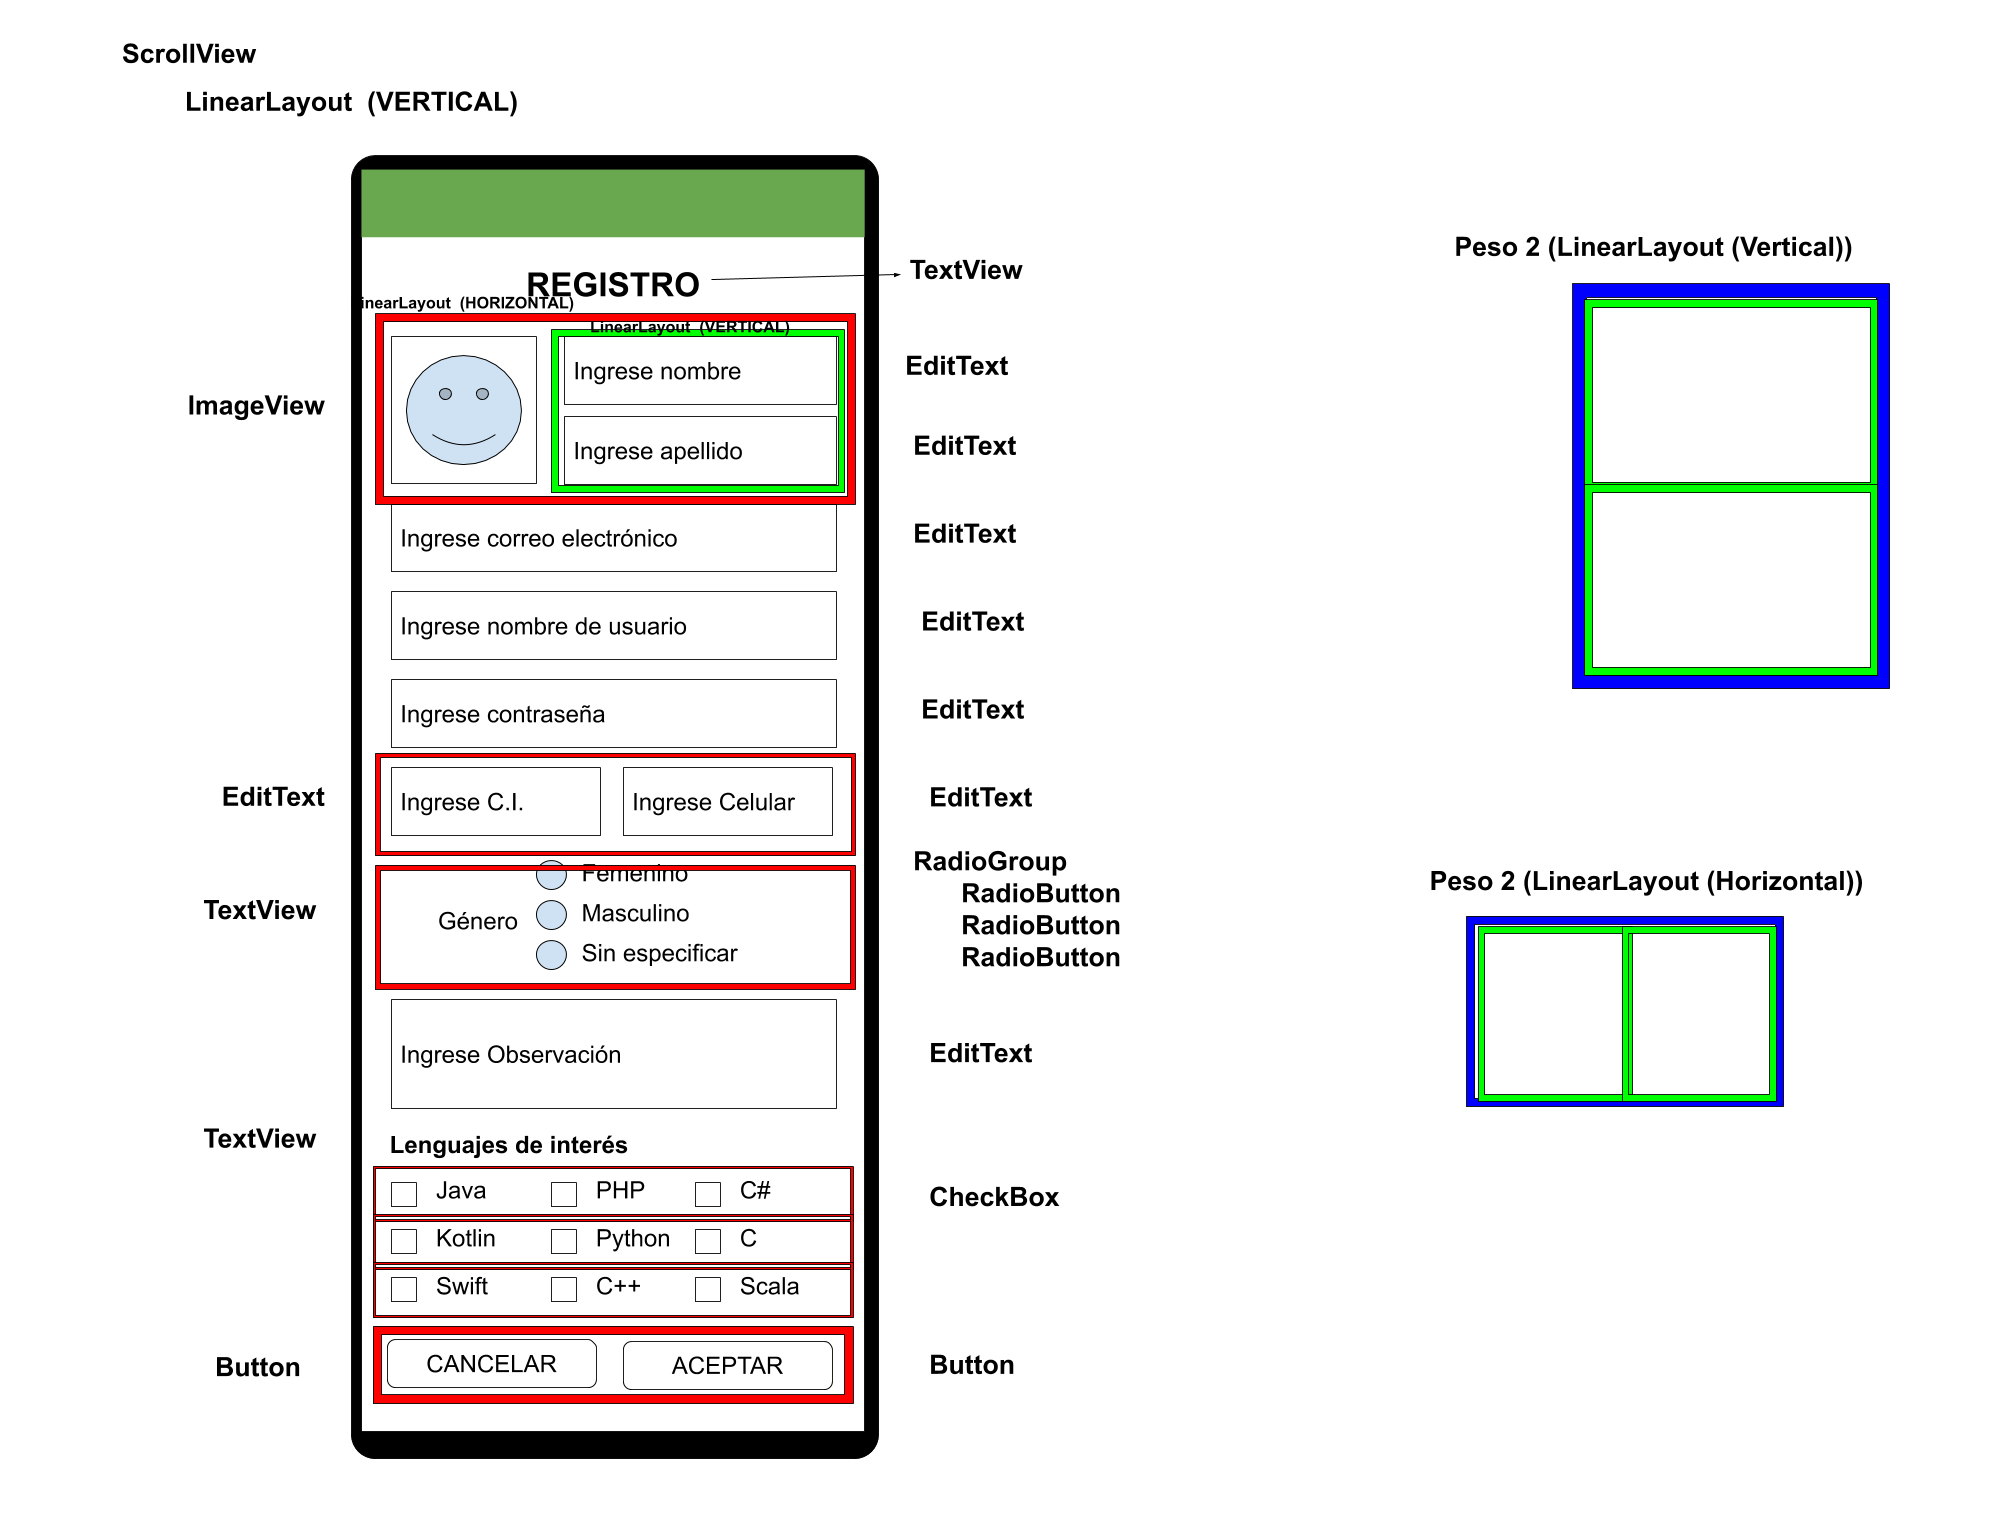 ScrollView
LinearLayout (VERTICAL)
REGISTRO
TextView
inearLayout (HORIZONTAL)
LinearLayout (VERTICAL)
ImageView
Ingrese nombre
EditText
Ingrese apellido
EditText
Ingrese correo electrónico
EditText
Ingrese nombre de usuario
EditText
Ingrese contraseña
EditText
EditText
Ingrese C.I.
Ingrese Celular
EditText
TextView
Género
Femenino
Masculino
Sin especificar
RadioGroup
RadioButton
RadioButton
RadioButton
Ingrese Observación
EditText
TextView
Lenguajes de interés
Java PHP C#
CheckBox
Kotlin Python C
Swift C++ Scala
Button
CANCELAR
ACEPTAR
Button
Peso 2 (LinearLayout (Vertical))
Peso 2 (LinearLayout (Horizontal))